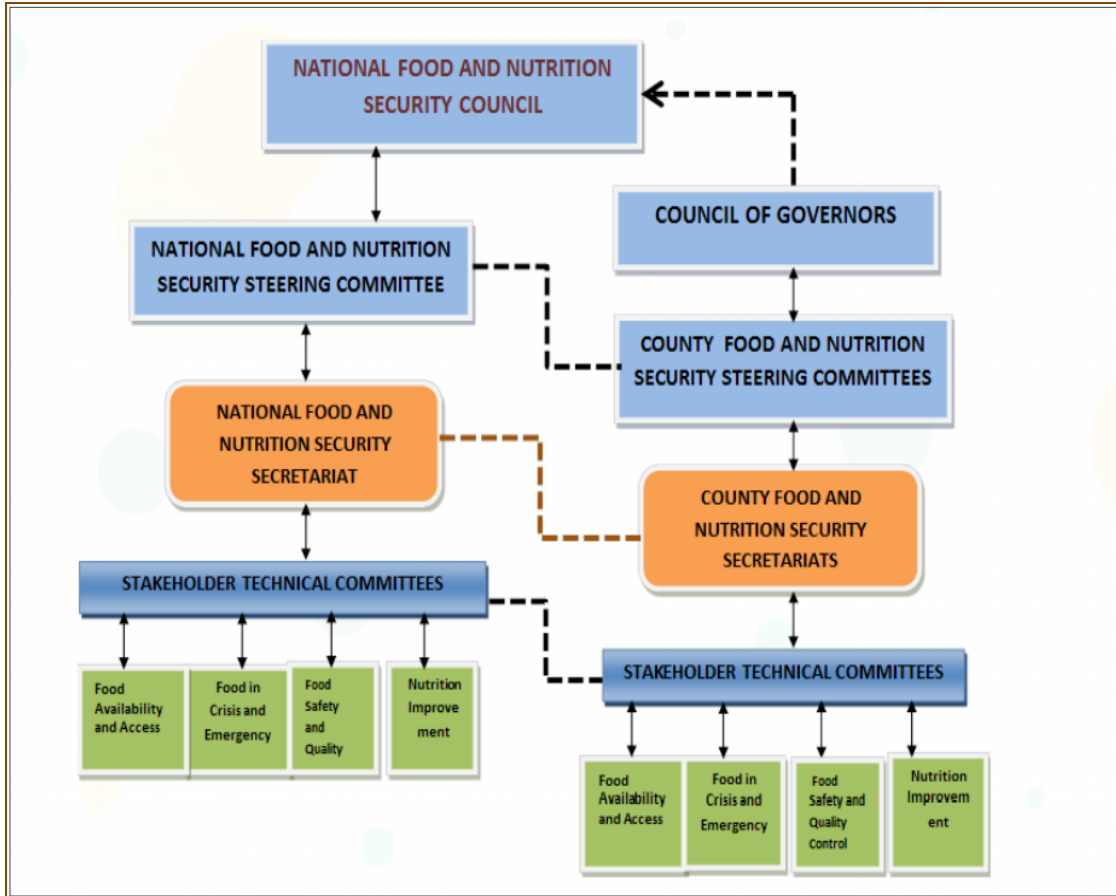 NATIONAL FOOD AND NUTRITION
SECURITY COUNCIL
COUNCIL OF GOVERNORS
NATIONAL FOOD AND NUTRITION
SECURITY STEERING COMMITTEE
COUNTY FOOD AND NUTRITION
SECURITY STEERING COMMITTEES
NATIONAL FOOD AND
NUTRITION SECURITY
SECRETARIAT
COUNTY FOOD AND
NUTRITION SECURITY
SECRETARIATS
STAKEHOLDER TECHNICAL COMMITTEES
Food
Availability
and Access
Food in
Crisis and
Emergency
Food
Safety
and
Quality
Nutrition
Improve
ment
STAKEHOLDER TECHNICAL COMMITTEES
Food
Availability
and Access
Food in
Crisis and
Emergency
Food
Safety and
Quality
Control
Nutrition
Improvem
ent